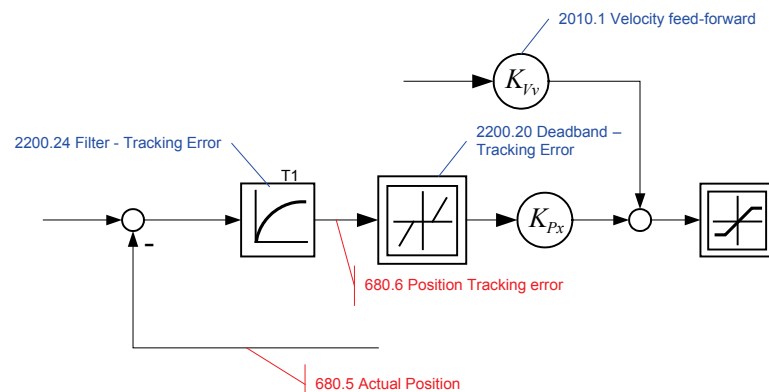 2010.1 Velocity feed-forward
K_Vv
2200.24 Filter - Tracking Error
2200.20 Deadband –
Tracking Error
T1
K_Px
-
680.6 Position Tracking error
680.5 Actual Position